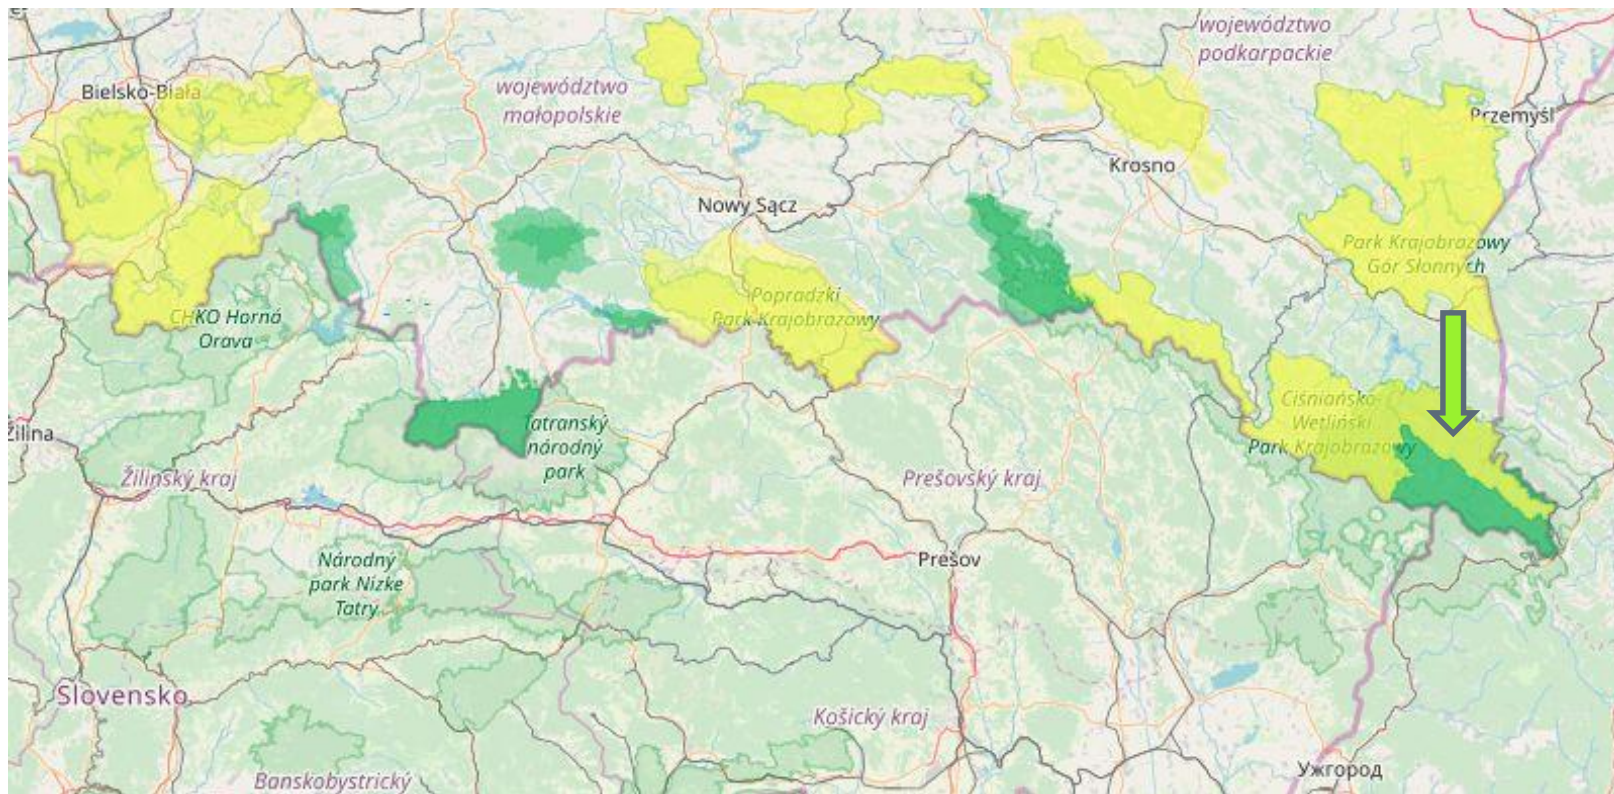 województwo
podkarpackie
Bielsko-Biała
województwo
małopolskie
Przemyśl
Krosno
Nowy Sącz
Park Krajobrazowy
Gór Słonnych
Popradzki
Park Krajobrazowy
CHKO Horná
Orava
Ciśniańsko-
Wetliński
Park Krajobrazowy
Tatranský
národný
park
Žilina
Žilinský kraj
Prešovský kraj
Národný
park Nízke
Tatry
Prešov
Slovensko
Košický kraj
Ужгород
Banskobystrický